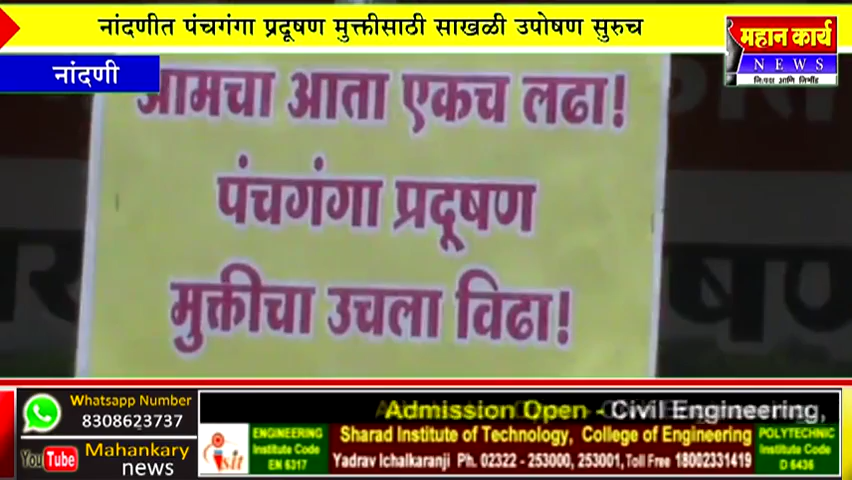 नांदणीत पंचगंगा प्रदूषण मुक्तीसाठी साखळी उपोषण सुरुच
महान कार्य
NEWS
नांदणी
आमचा आता एकच लढा!
पंचगंगा प्रदूषण
मुक्तीचा उचला विढा!
Whatsapp Number
8308623737
YouTube Mahankary
news
Admission Open - Civil Engineering,
ENGINEERING
Institute Code
EN 6317
Sharad Institute of Technology, College of Engineering
Yadrav Ichalkaranji Ph. 02322 - 253000, 253001, Toll Free 18002331419
POLYTECHNIC
Institute Code
D 6436